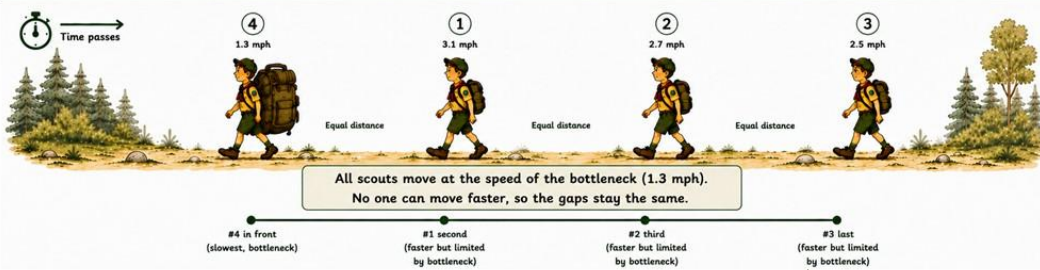 Time passes
4
1.3 mph
1
3.1 mph
2
2.7 mph
3
2.5 mph
Equal distance
Equal distance
Equal distance
All scouts move at the speed of the bottleneck (1.3 mph).
No one can move faster, so the gaps stay the same.
#4 in front
(slowest, bottleneck)
#1 second
(faster but limited
by bottleneck)
#2 third
(faster but limited
by bottleneck)
#3 last
(faster but limited
by bottleneck)